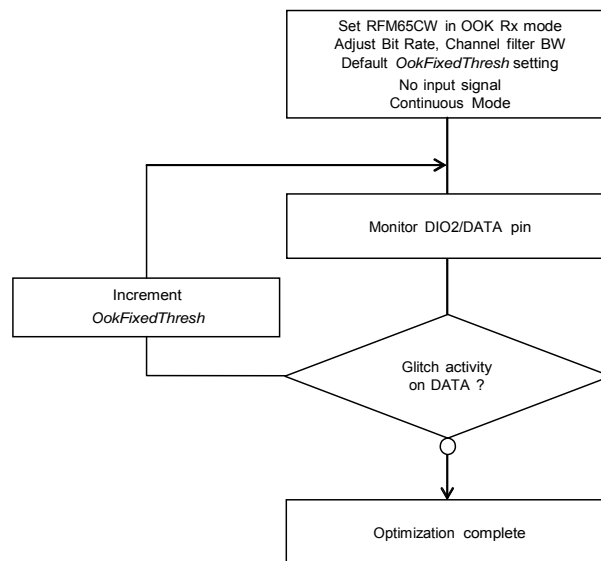 Set RFM65CW in OOK Rx mode
Adjust Bit Rate, Channel filter BW
Default OokFixedThresh setting
No input signal
Continuous Mode
Monitor DIO2/DATA pin
Increment
OokFixedThresh
Glitch activity
on DATA ?
Optimization complete